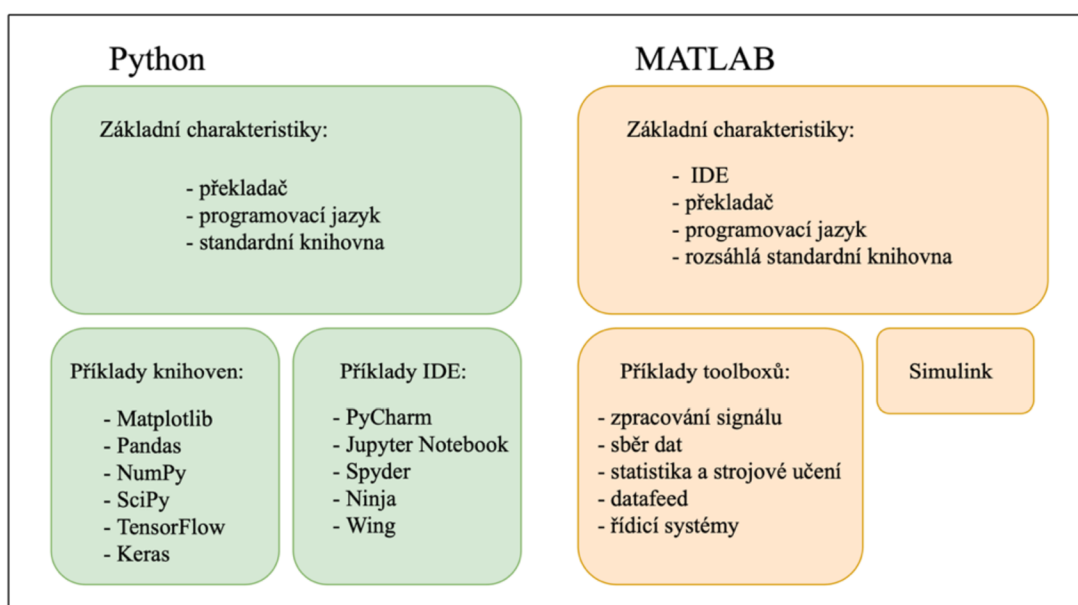 Python
Základní charakteristiky:
- překladač
- programovací jazyk
- standardní knihovna
Příklady knihoven:
- Matplotlib
- Pandas
- NumPy
- SciPy
- TensorFlow
- Keras
Příklady IDE:
- PyCharm
- Jupyter Notebook
- Spyder
- Ninja
- Wing
MATLAB
Základní charakteristiky:
- IDE
- překladač
- programovací jazyk
- rozsáhlá standardní knihovna
Příklady toolboxů:
- zpracování signálu
- sběr dat
- statistika a strojové učení
- datafeed
- řídicí systémy
Simulink